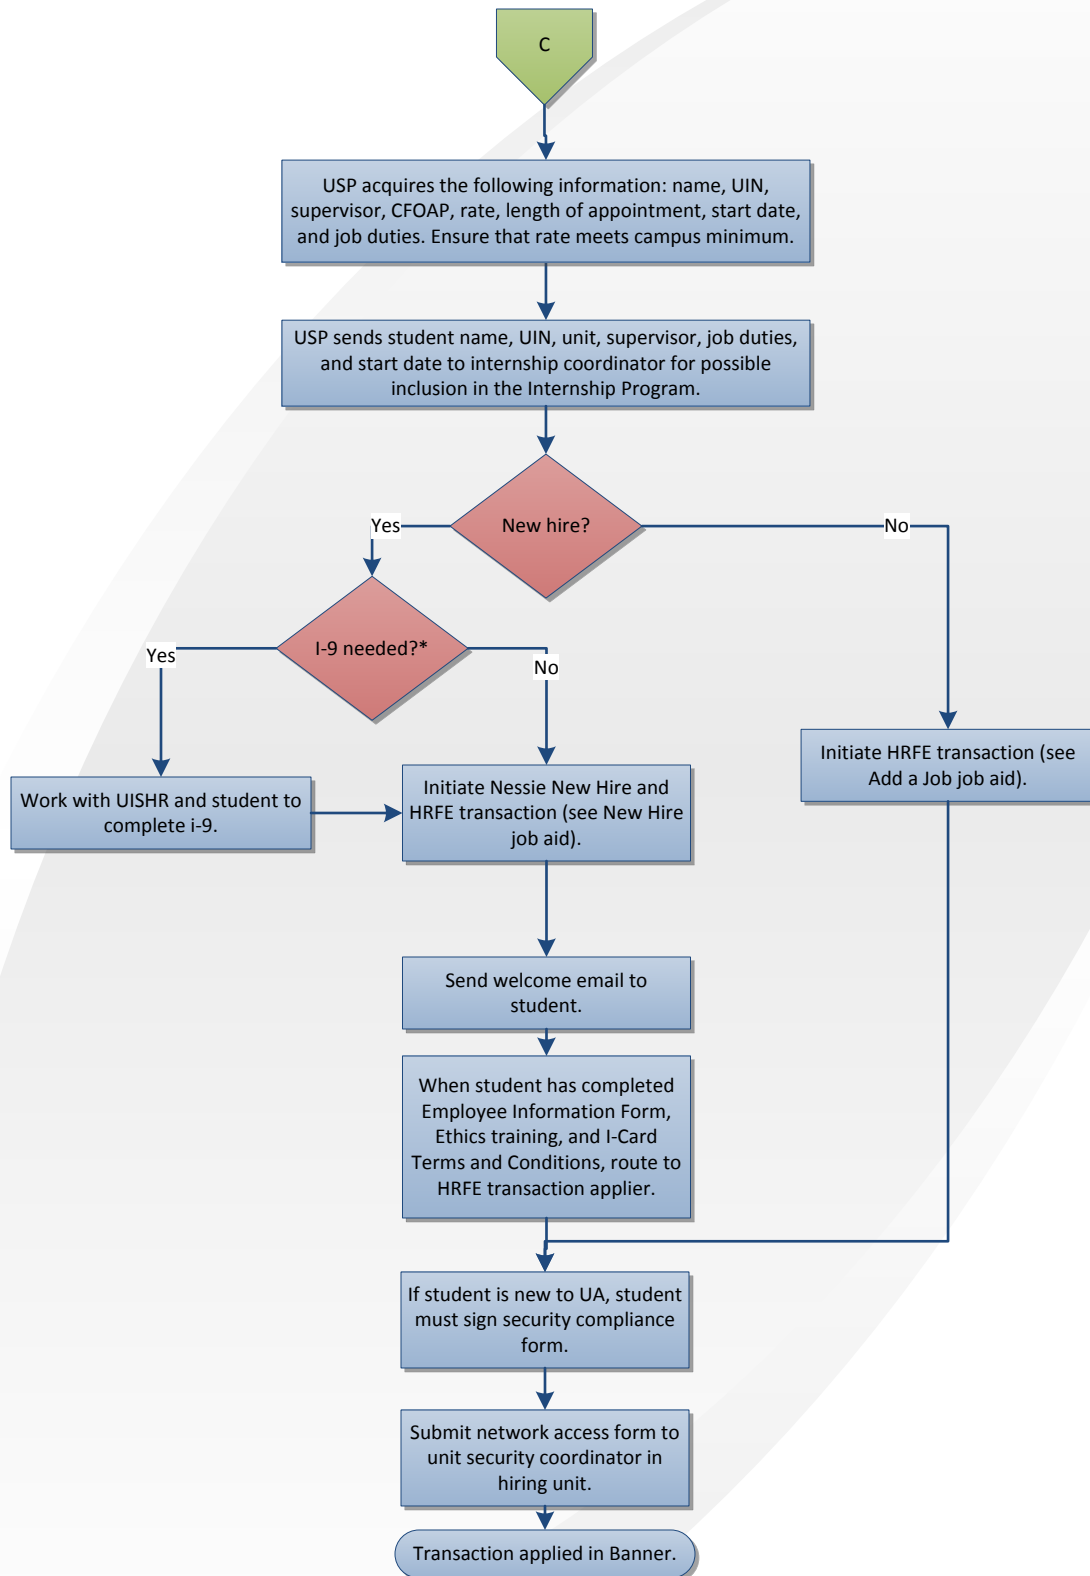 C
USP acquires the following information: name, UIN,
supervisor, CFOAP, rate, length of appointment, start date,
and job duties. Ensure that rate meets campus minimum.
USP sends student name, UIN, unit, supervisor, job duties,
and start date to internship coordinator for possible
inclusion in the Internship Program.
New hire?
Yes
No
I-9 needed?*
Yes
No
Initiate HRFE transaction (see
Add a Job job aid).
Work with UISHR and student to
complete i-9.
Initiate Nessie New Hire and
HRFE transaction (see New Hire
job aid).
Send welcome email to
student.
When student has completed
Employee Information Form,
Ethics training, and I-Card
Terms and Conditions, route to
HRFE transaction applier.
If student is new to UA, student
must sign security compliance
form.
Submit network access form to
unit security coordinator in
hiring unit.
Transaction applied in Banner.